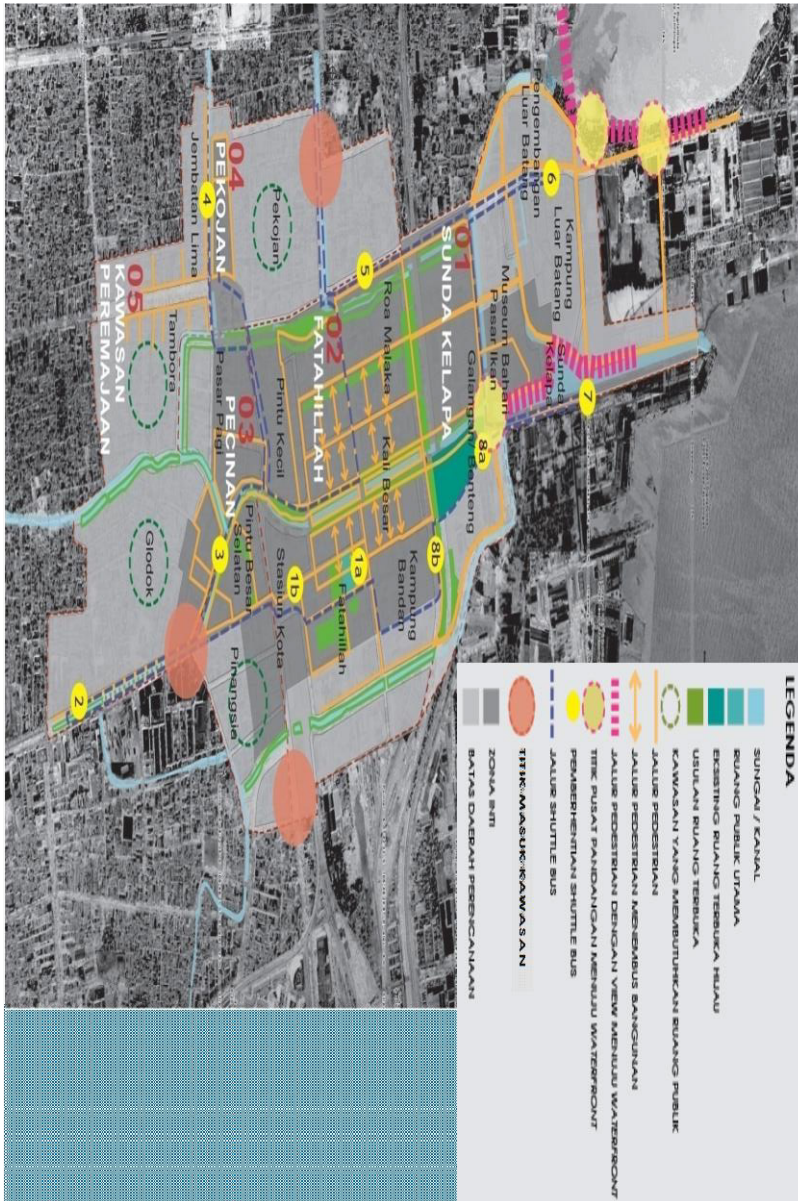 LEGENDA
SUNGAI / KANAL
RUANG PUBLIK UTAMA
EKSISTING RUANG TERBUKA HIJAU
USULAN RUANG TERBUKA
KAWASAN YANG MEMBUTUHKAN RUANG PUBLIK
JALUR PEDESTRIAN
JALUR PEDESTRIAN MENEMBUS BANGUNAN
JALUR PEDESTRIAN DENGAN VIEW MENUJU WATERFRONT
TITIK PUSAT PANDANGAN MENUJU WATERFRONT
PEMBERHENTIAN SHUTTLE BUS
JALUR SHUTTLE BUS
TITIK MASUK KAWASAN
ZONA INTI
BATAS DAERAH PERENCANAAN
7
Sunda
Kelapa
Kampung
Luar Batang
6
Pengembangan
Luar Batang
8a
Galangan Benteng
Museum Bahari
Pasar Ikan
01
SUNDA KELAPA
8b
Kampung
Bandan
Kali Besar
Roa Malaka
5
1a
Fatahillah
02
FATAHILLAH
1b
Stasiun Kota
Pintu Kecil
Pekojan
Pinangsia
Pintu Besar
Selatan
03
PECINAN
Pasar Pagi
04
PEKOJAN
4
Jembatan Lima
3
Glodok
Tambora
05
KAWASAN
PEREMAJAAN
2